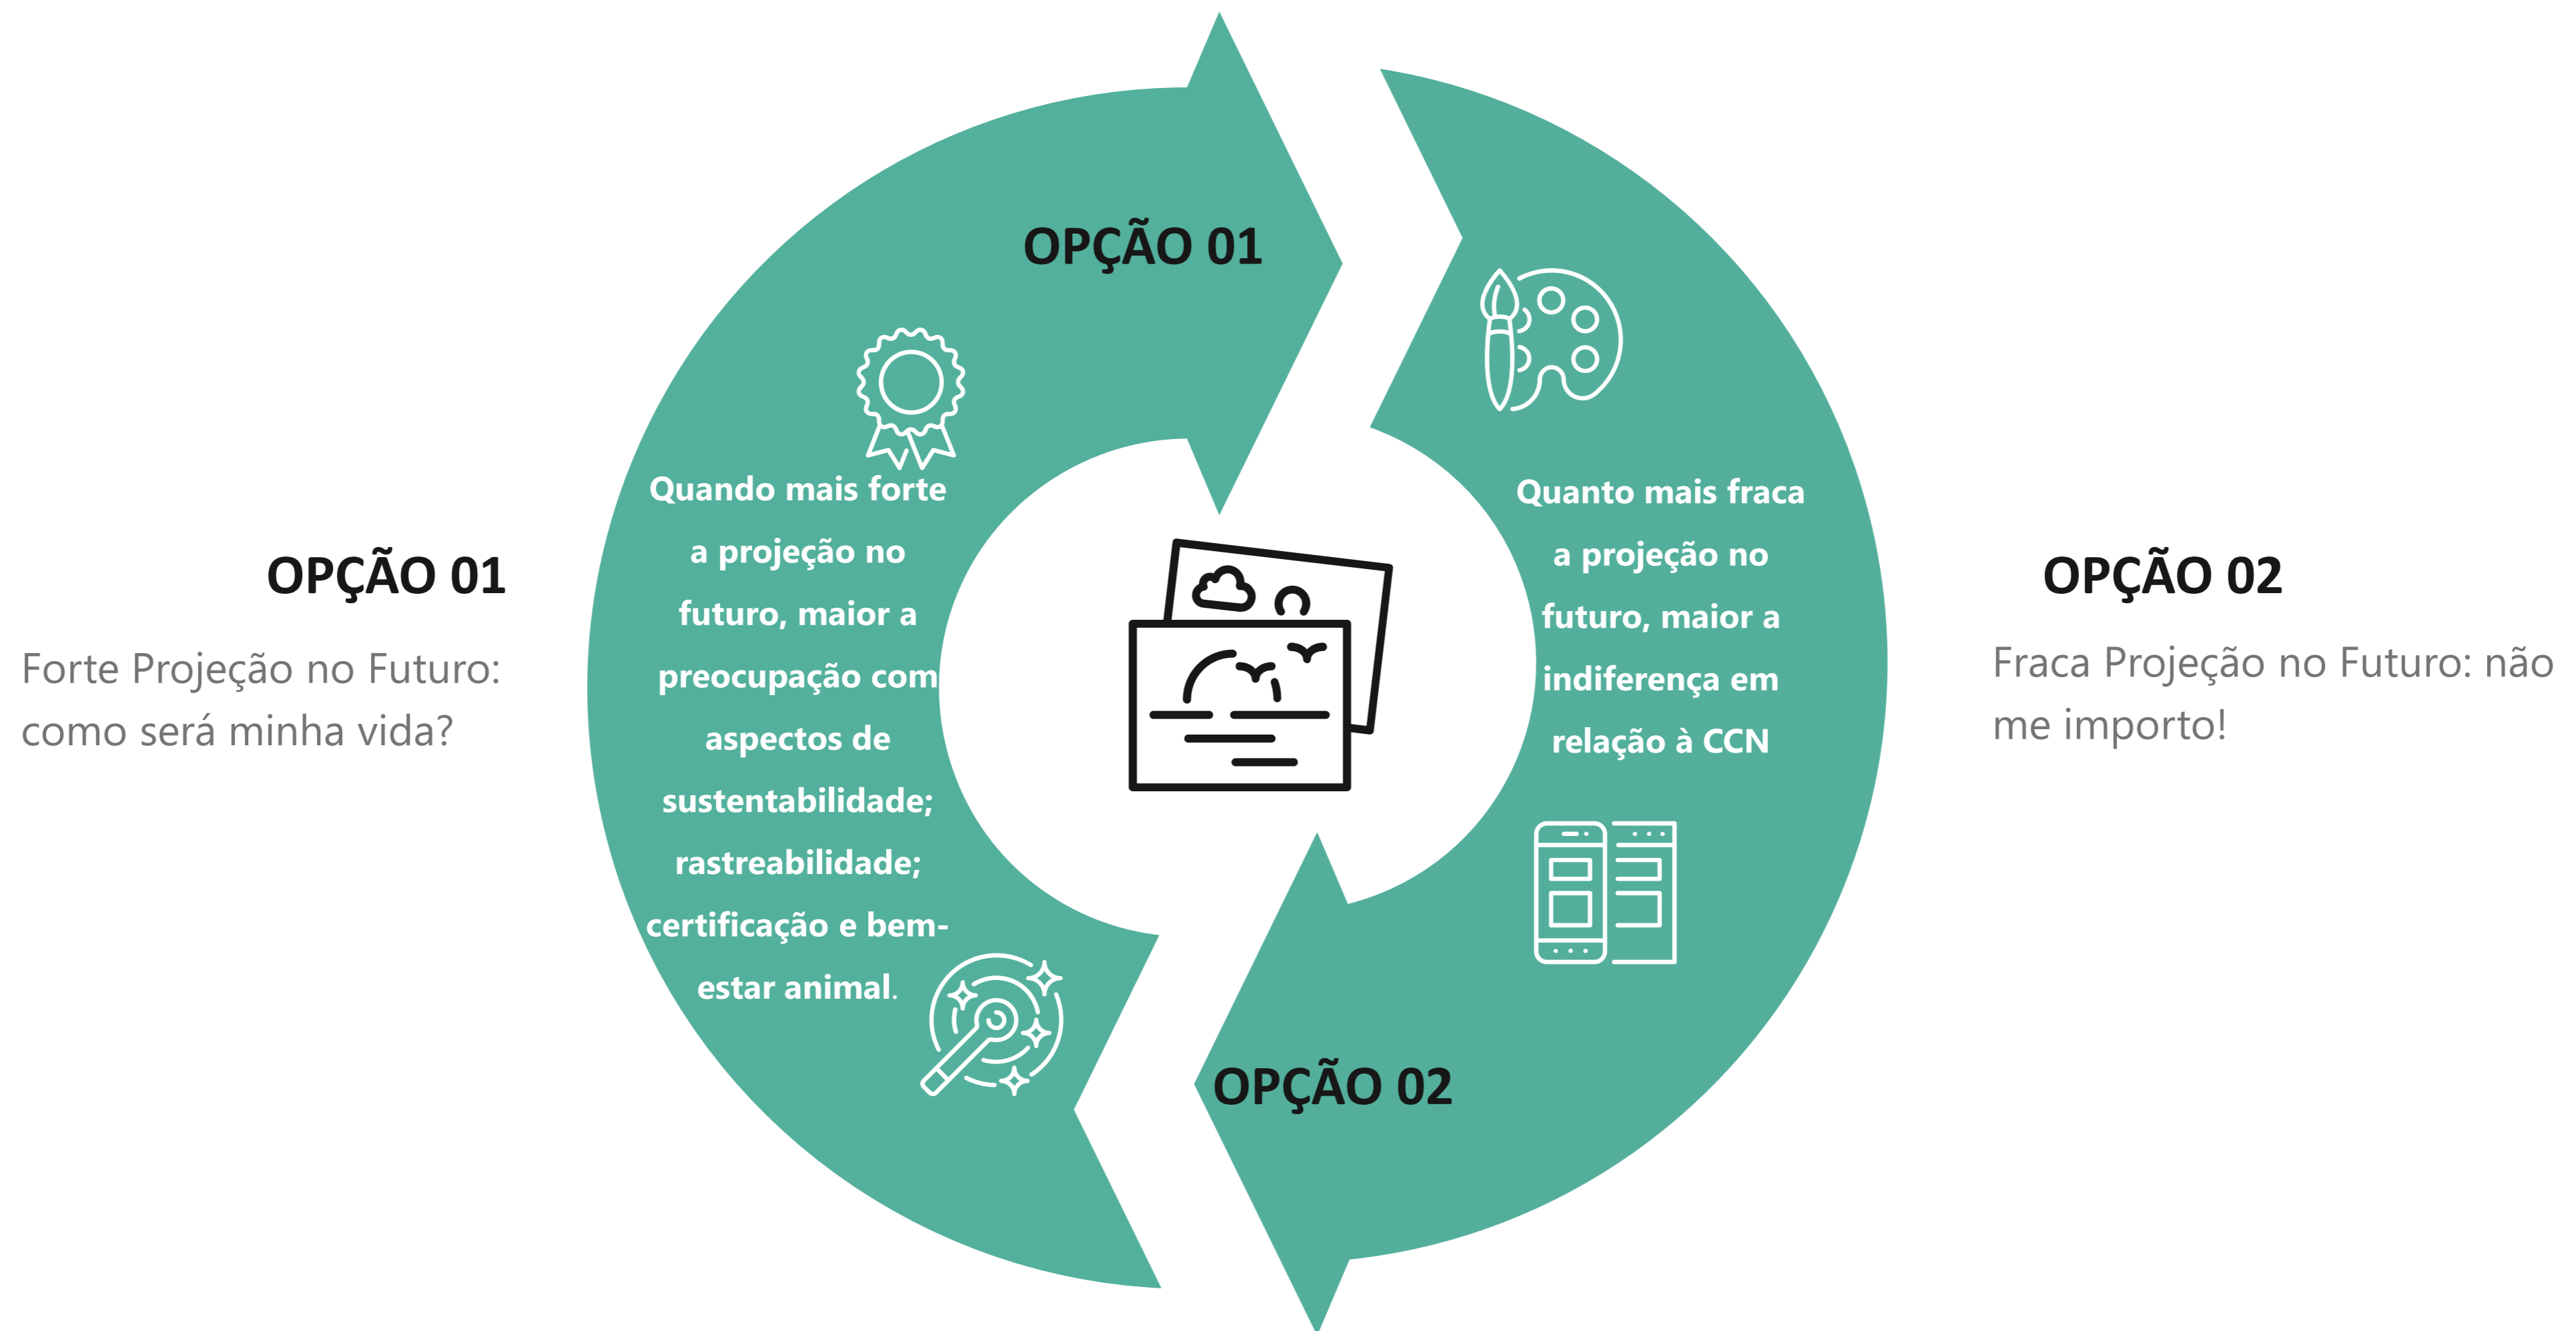 OPÇÃO 01
Forte Projeção no Futuro:
como será minha vida?
OPÇÃO 01
Quando mais forte
a projeção no
futuro, maior a
preocupação com
aspectos de
sustentabilidade;
rastreabilidade;
certificação e bem-
estar animal.
Quanto mais fraca
a projeção no
futuro, maior a
indiferença em
relação à CCN
OPÇÃO 02
OPÇÃO 02
Fraca Projeção no Futuro: não
me importo!